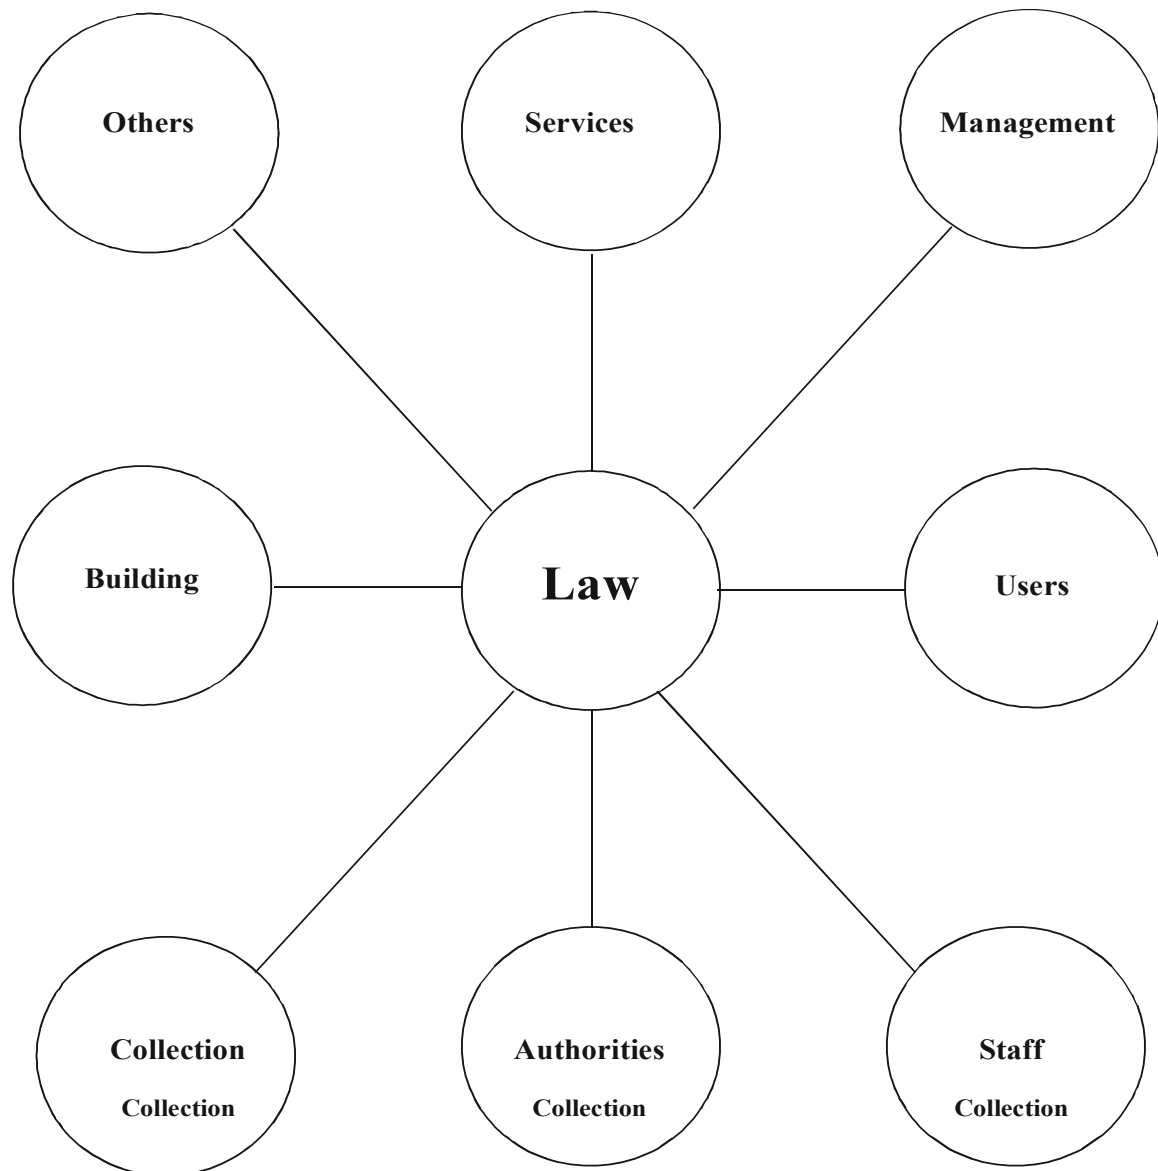 Others
Services
Management
Building
Law
Users
Collection
Authorities
Staff
Collection
Collection
Collection